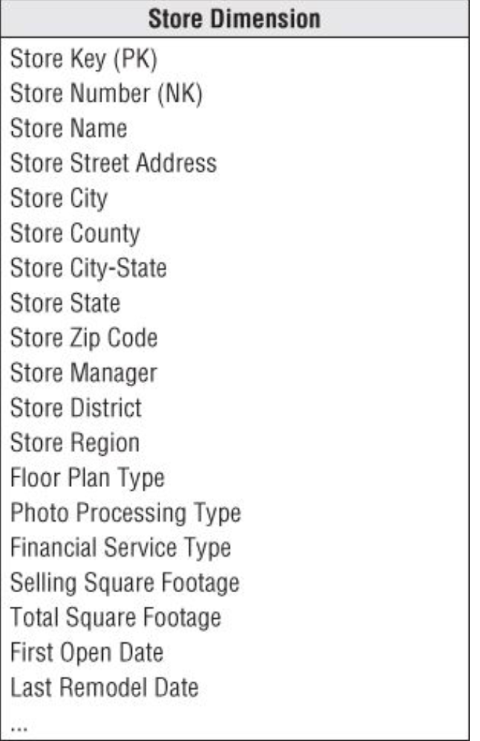 Store Dimension
Store Key (PK)
Store Number (NK)
Store Name
Store Street Address
Store City
Store County
Store City-State
Store State
Store Zip Code
Store Manager
Store District
Store Region
Floor Plan Type
Photo Processing Type
Financial Service Type
Selling Square Footage
Total Square Footage
First Open Date
Last Remodel Date
...